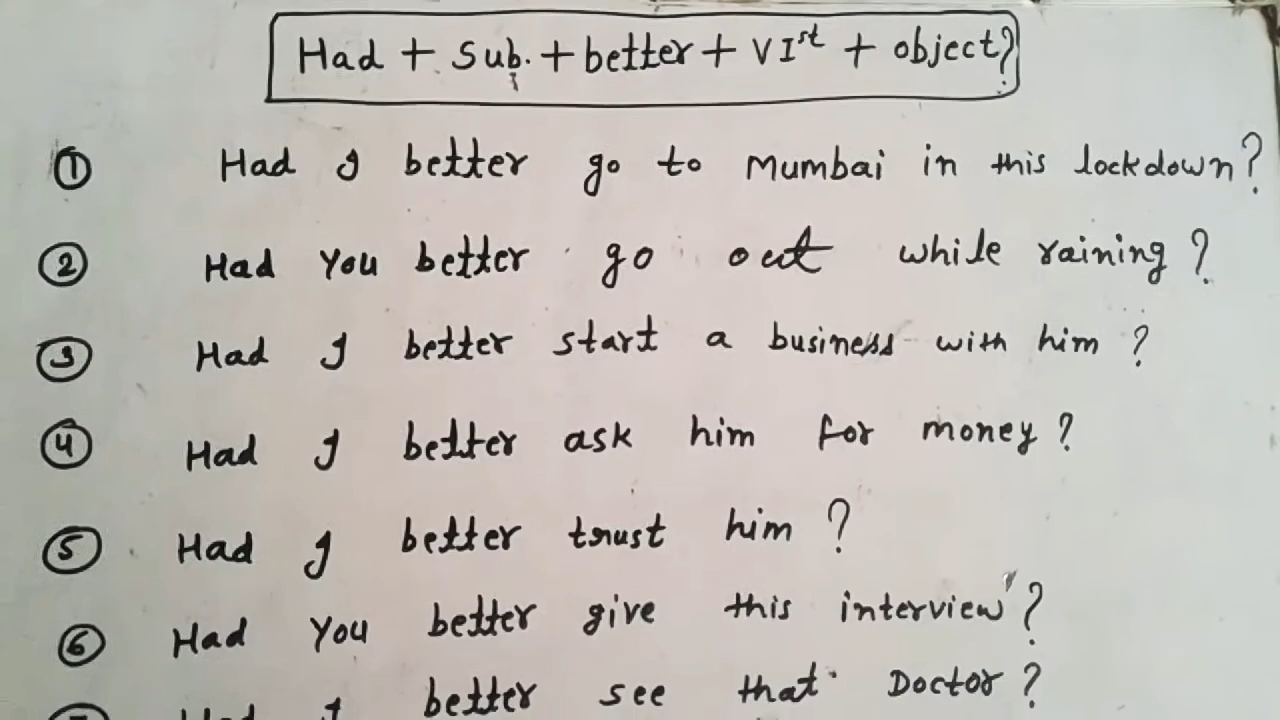 Had + Sub. + better + VIst + object?
① Had I better go to Mumbai in this lockdown?
② Had You better go out while raining?
③ Had I better start a business with him?
④ Had I better ask him for money?
⑤ Had I better trust him?
⑥ Had You better give this interview?
Had I better see that Doctor?